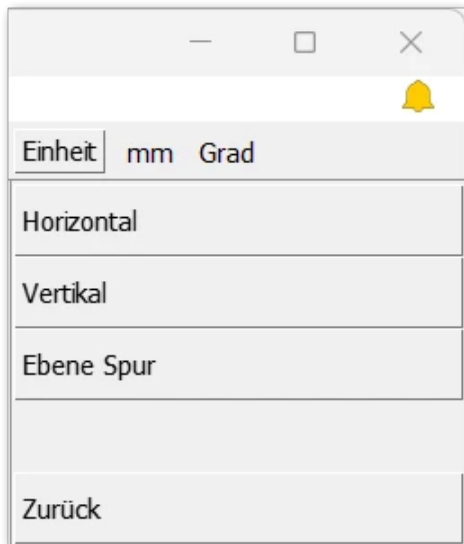 Einheit mm Grad
Horizontal
Vertikal
Ebene Spur
Zurück